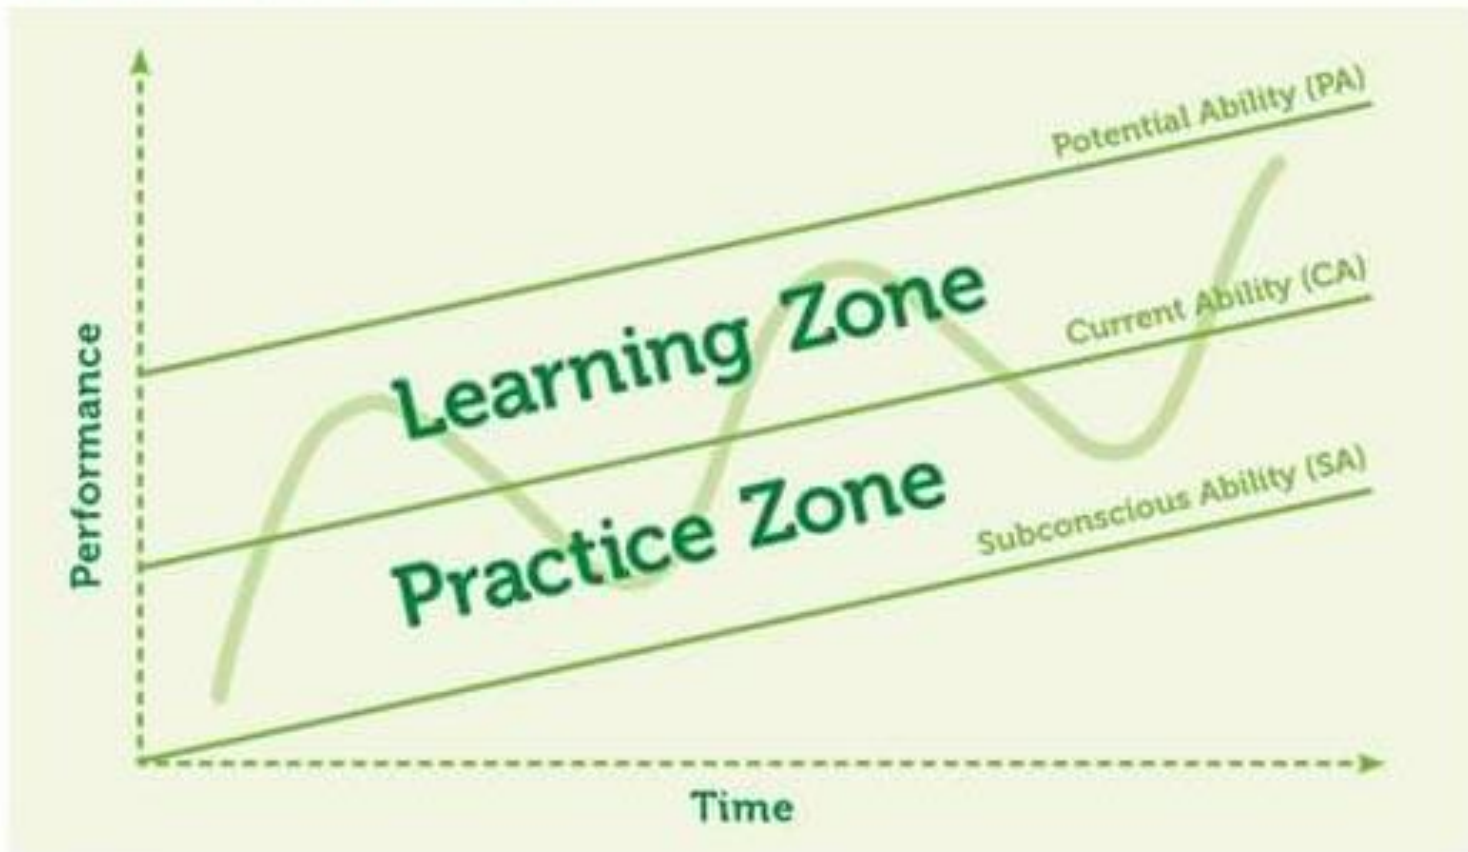 Potential Ability (PA)
Learning Zone
Current Ability (CA)
Practice Zone
Subconscious Ability (SA)
Performance
Time